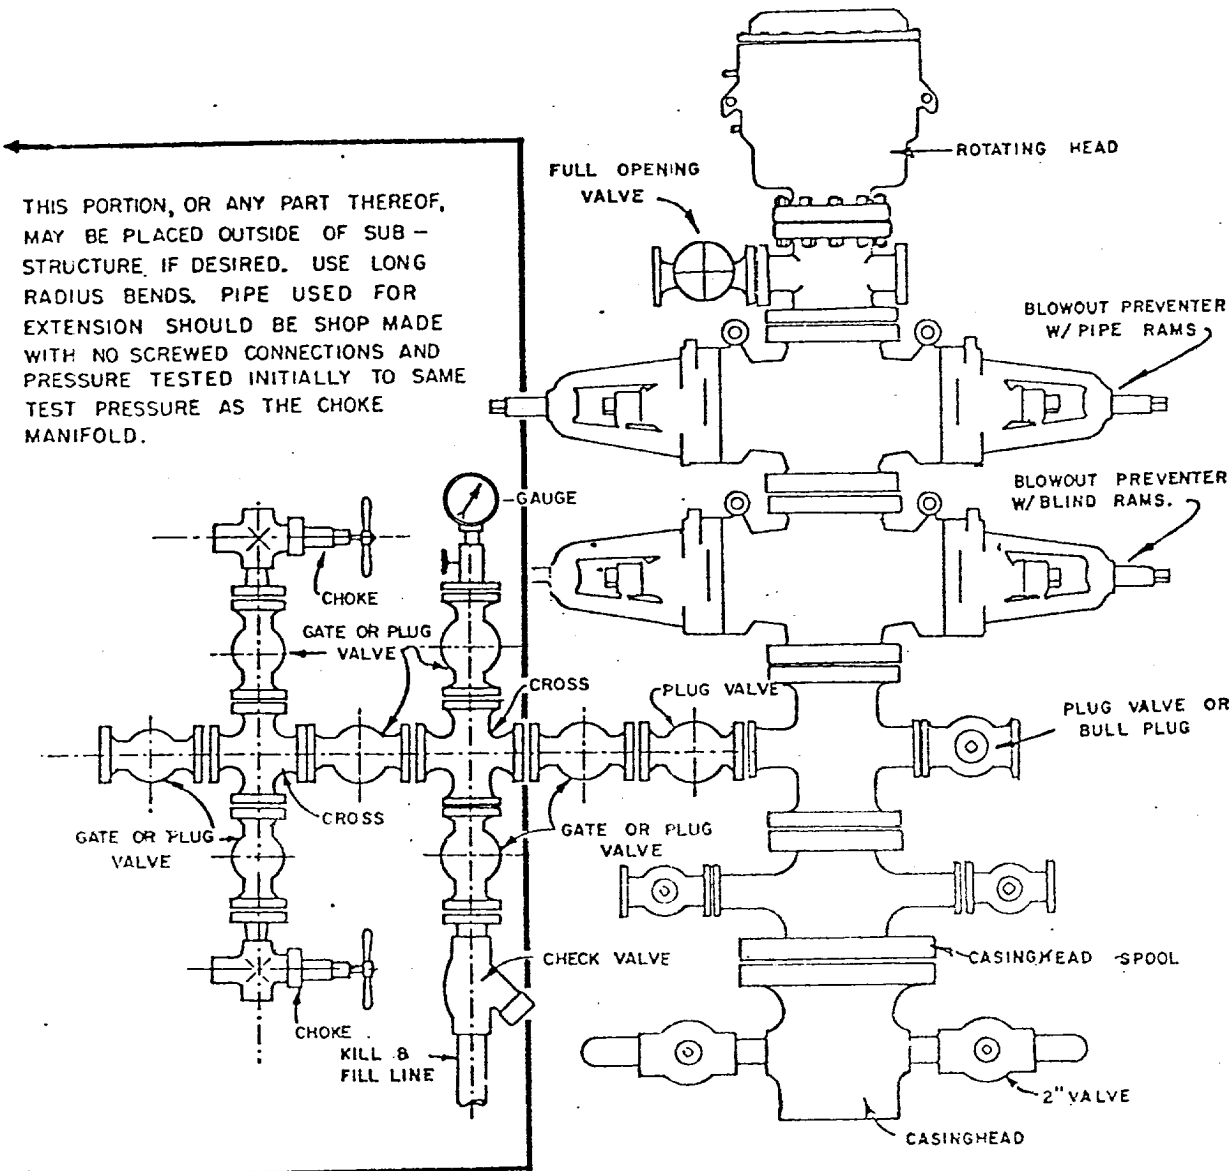 ROTATING HEAD
FULL OPENING
VALVE
THIS PORTION, OR ANY PART THEREOF,
MAY BE PLACED OUTSIDE OF SUB-
STRUCTURE IF DESIRED. USE LONG
RADIUS BENDS. PIPE USED FOR
EXTENSION SHOULD BE SHOP MADE
WITH NO SCREWED CONNECTIONS AND
PRESSURE TESTED INITIALLY TO SAME
TEST PRESSURE AS THE CHOKE
MANIFOLD.
BLOWOUT PREVENTER
W/ PIPE RAMS
BLOWOUT PREVENTER
W/BLIND RAMS.
GAUGE
CHOKE
GATE OR PLUG
VALVE
CROSS
PLUG VALVE
PLUG VALVE OR
BULL PLUG
CROSS
GATE OR PLUG
VALVE
GATE OR PLUG
VALVE
CHECK VALVE
CASINGHEAD SPOOL
CHOKE
KILL &
FILL LINE
2" VALVE
CASINGHEAD